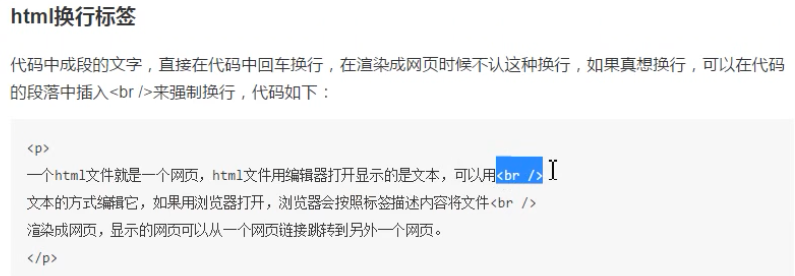 html换行标签
代码中成段的文字，直接在代码中回车换行，在渲染成网页时候不认这种换行，如果真想换行，可以在代码
的段落中插入<br />来强制换行，代码如下：
<p>
一个html文件就是一个网页，html文件用编辑器打开显示的是文本，可以用<br />
文本的方式编辑它，如果用浏览器打开，浏览器会按照标签描述内容将文件<br />
渲染成网页，显示的网页可以从一个网页链接跳转到另外一个网页。
</p>